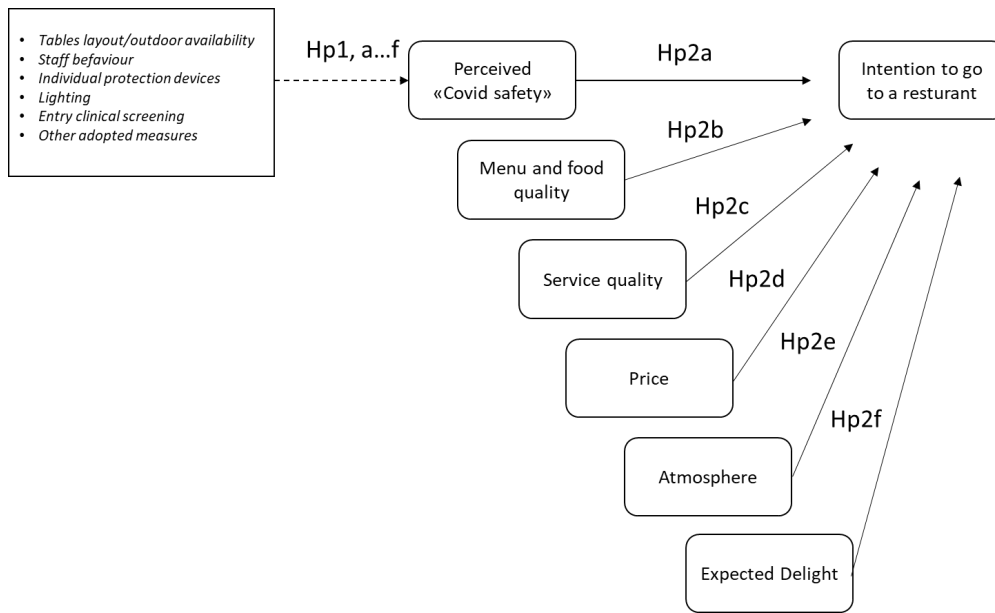 • Tables layout/outdoor availability
• Staff befaviour
• Individual protection devices
• Lighting
• Entry clinical screening
• Other adopted measures
Hp1, a...f
Perceived
«Covid safety»
Hp2a
Intention to go
to a resturant
Hp2b
Menu and food
quality
Hp2c
Service quality
Hp2d
Price
Hp2e
Atmosphere
Hp2f
Expected Delight